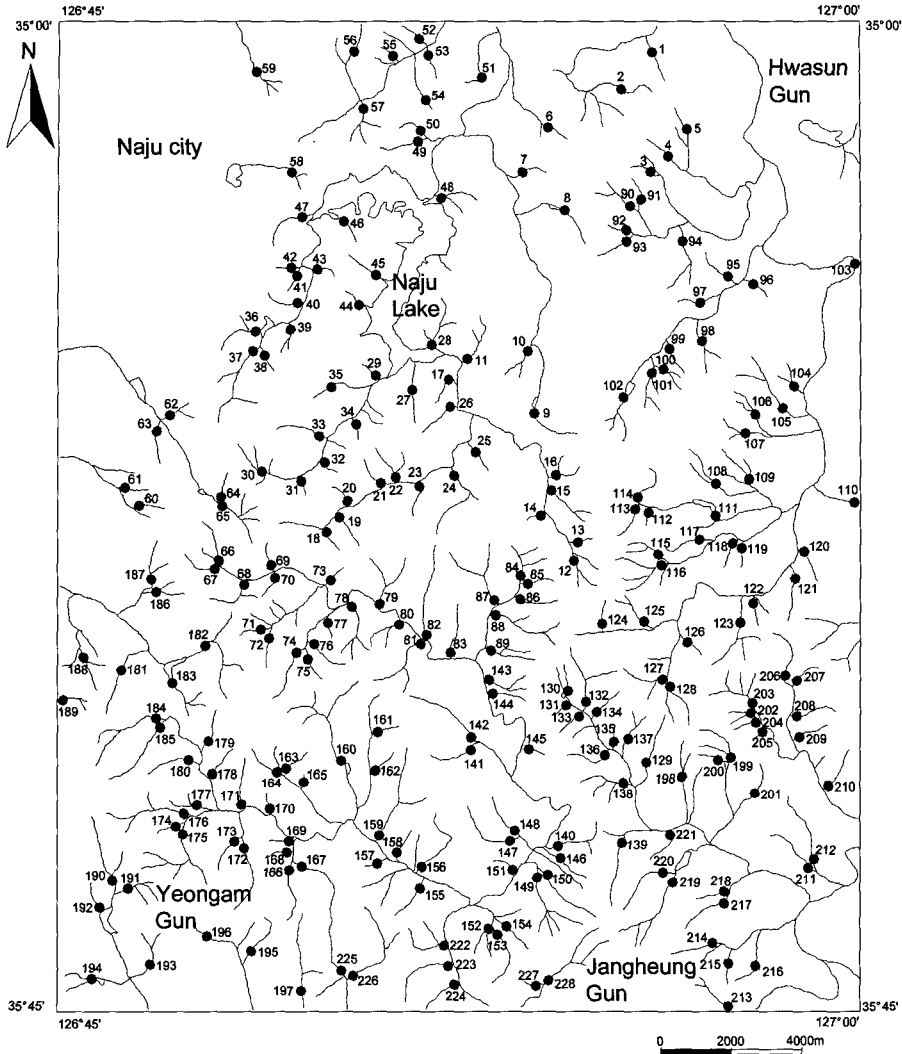 126°45' 127°00'
35°00' 35°00'
N
52
56 55 53 1
59 51 2 Hwasun
Gun
54
57
50 6 5
Naju city 49 4
58 7 3
48 8 90 91
47 46 92
93 94
42 43 45 Naju 95 103
41 Lake 96
40 44 97
36 39 98
28 10 99
37 38 11 100
29 17 102 101 104
35 27 106
62 34 26 9 105
63 33 25 107
32 16
30 23 108 109
61 31 21 22 24 15 114
60 64 20 113 112 111 110
65 19 14
18 13 117
66 115 118 119 120
69 12 116
187 67 73 84 85
68 70 121
186 78 79 87 86 122
80 88 125
71 77 82 124 123
182 72 74 76 81 126
75 83 89
188 181 127 206 207
183 143 130 128
189 144 132 203
184 161 131 134 202 208
185 179 142 133 204
160 135 137 205 209
180 163 162 141 145 136 129 199
178 164 165 198 200
138 210
177 171 201
176 170 159 148
174 175 173 169 158 147 140 139 221
172 168 167 157 156 146 212
166 151 220 211
190 191 155 149 150 219 218
192 Yeongam
Gun 217
152 154
196 153 214
195 222
193 225 223 Jangheung
Gun 215 216
194 197 226 224 227 228
213
35°45' 35°45'
126°45' 127°00'
0 2000 4000m